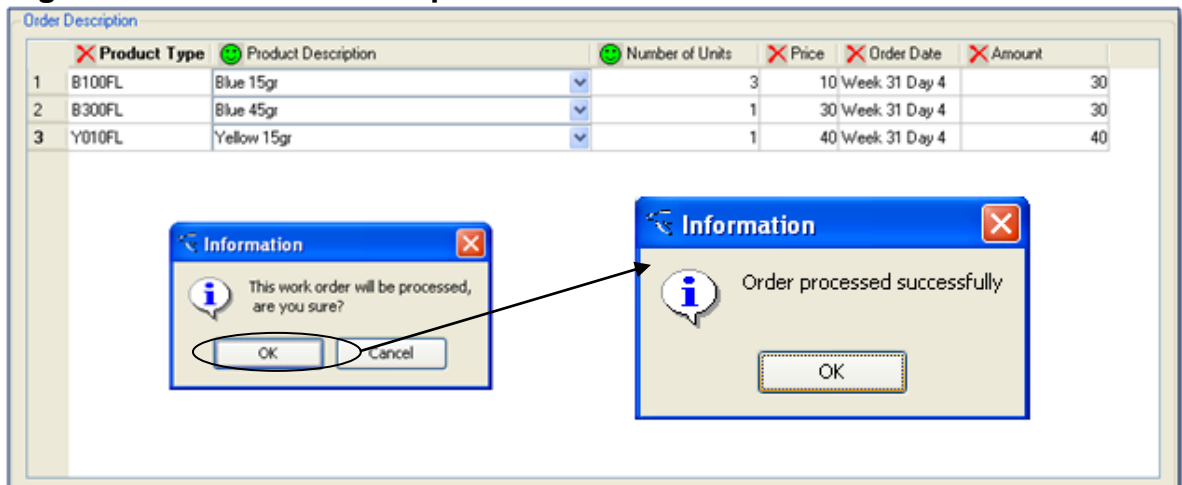 Order Description
Product Type Product Description Number of Units Price Order Date Amount
1 B100FL Blue 15gr 3 10 Week 31 Day 4 30
2 B300FL Blue 45gr 1 30 Week 31 Day 4 30
3 Y010FL Yellow 15gr 1 40 Week 31 Day 4 40
Information
This work order will be processed,
are you sure?
OK Cancel
Information
Order processed successfully
OK